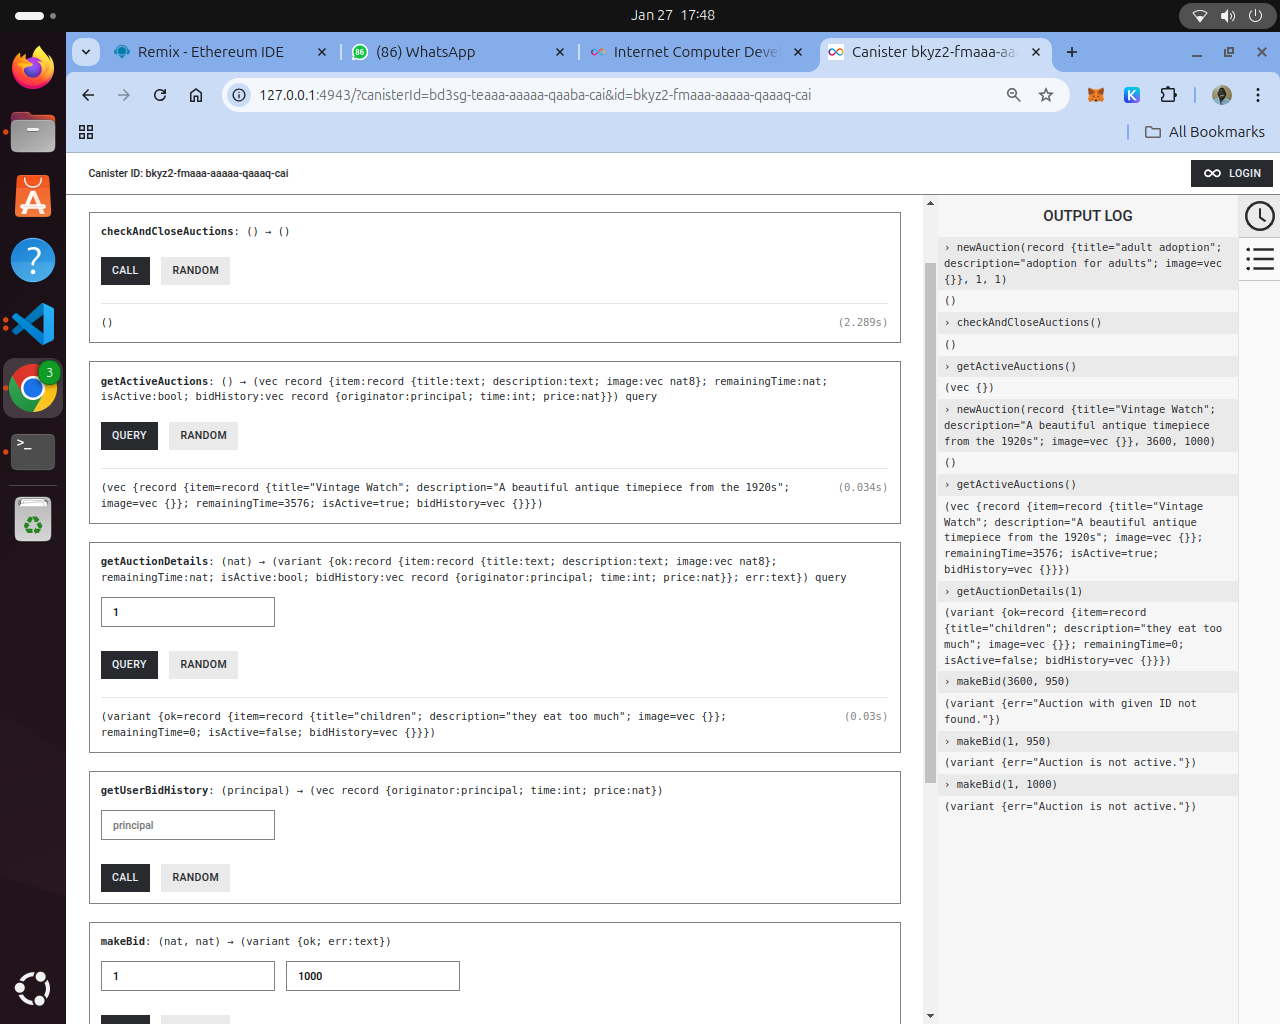 Jan 27 17:48
Remix - Ethereum IDE
86
(86) WhatsApp
Internet Computer Deve
Canister bkyz2-fmaaa-aa
127.0.0.1:4943/?canisterId=bd3sg-teaaa-aaaaa-qaaba-cai&id=bkyz2-fmaaa-aaaaa-qaaaq-cai
K
All Bookmarks
Canister ID: bkyz2-fmaaa-aaaaa-qaaaq-cai
LOGIN
checkAndCloseAuctions: () → ()
CALL
RANDOM
()
(2.289s)
getActiveAuctions: () → (vec record {item:record {title:text; description:text; image:vec nat8}; remainingTime:nat;
isActive:bool; bidHistory:vec record {originator:principal; time:int; price:nat}}) query
QUERY
RANDOM
(vec {record {item=record {title="Vintage Watch"; description="A beautiful antique timepiece from the 1920s";
(0.034s)
image=vec {}}; remainingTime=3576; isActive=true; bidHistory=vec {}}})
getAuctionDetails: (nat) → (variant {ok:record {item:record {title:text; description:text; image:vec nat8};
remainingTime:nat; isActive:bool; bidHistory:vec record {originator:principal; time:int; price:nat}}; err:text}) query
1
QUERY
RANDOM
(variant {ok=record {item=record {title="children"; description="they eat too much"; image=vec {}};
(0.03s)
remainingTime=0; isActive=false; bidHistory=vec {}}})
getUserBidHistory: (principal) → (vec record {originator:principal; time:int; price:nat})
principal
CALL
RANDOM
makeBid: (nat, nat) → (variant {ok; err:text})
1
1000
OUTPUT LOG
› newAuction(record {title="adult adoption";
description="adoption for adults"; image=vec
{}}, 1, 1)
()
› checkAndCloseAuctions()
()
› getActiveAuctions()
(vec {})
› newAuction(record {title="Vintage Watch";
description="A beautiful antique timepiece
from the 1920s"; image=vec {}}, 3600, 1000)
()
› getActiveAuctions()
(vec {record {item=record {title="Vintage
Watch"; description="A beautiful antique
timepiece from the 1920s"; image=vec {}};
remainingTime=3576; isActive=true;
bidHistory=vec {}}})
› getAuctionDetails(1)
(variant {ok=record {item=record
{title="children"; description="they eat too
much"; image=vec {}}; remainingTime=0;
isActive=false; bidHistory=vec {}}})
› makeBid(3600, 950)
(variant {err="Auction with given ID not
found."})
› makeBid(1, 950)
(variant {err="Auction is not active."})
› makeBid(1, 1000)
(variant {err="Auction is not active."})
3